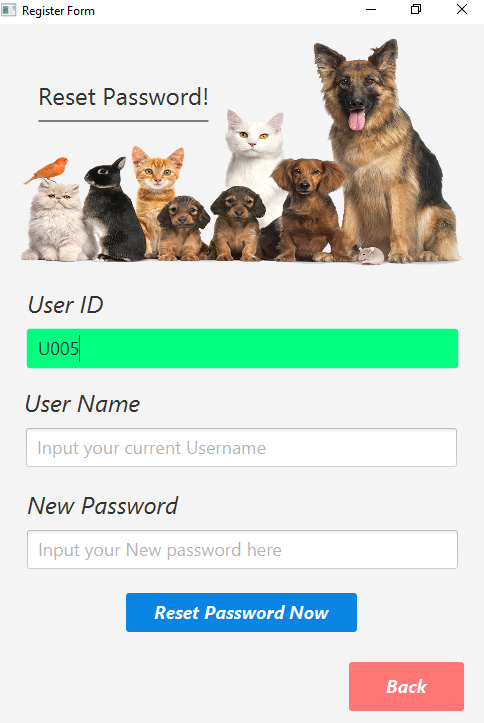 Register Form
Reset Password!
User ID
U005
User Name
Input your current Username
New Password
Input your New password here
Reset Password Now
Back